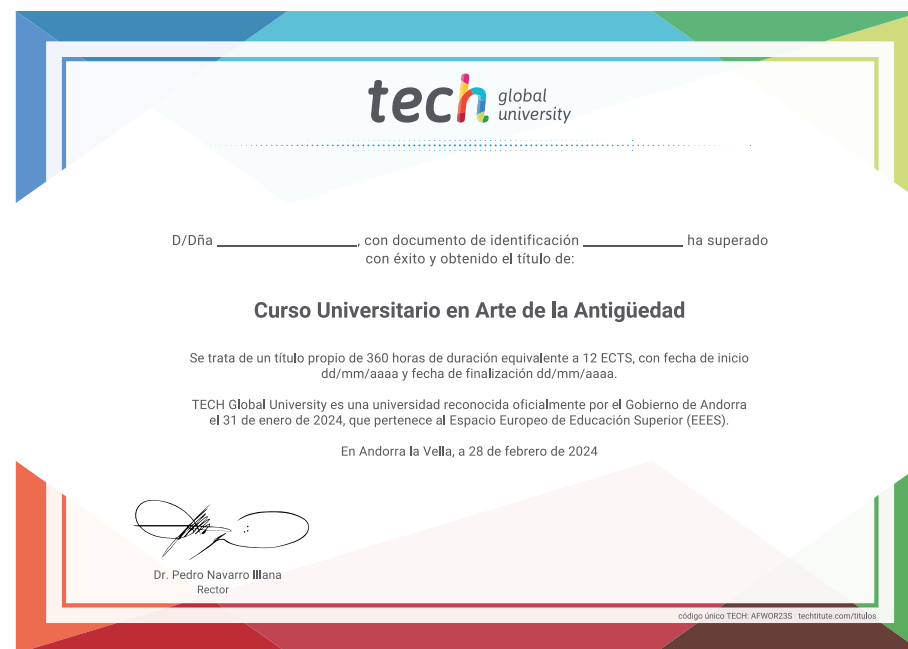 tech global university
D/Dña ____________, con documento de identificación ____________ ha superado
con éxito y obtenido el título de:
Curso Universitario en Arte de la Antigüedad
Se trata de un título propio de 360 horas de duración equivalente a 12 ECTS, con fecha de inicio
dd/mm/aaaa y fecha de finalización dd/mm/aaaa.
TECH Global University es una universidad reconocida oficialmente por el Gobierno de Andorra
el 31 de enero de 2024, que pertenece al Espacio Europeo de Educación Superior (EEES).
En Andorra la Vella, a 28 de febrero de 2024
Dr. Pedro Navarro Illana
Rector
código único TECH: AFWOR23S techtitute.com/titulos